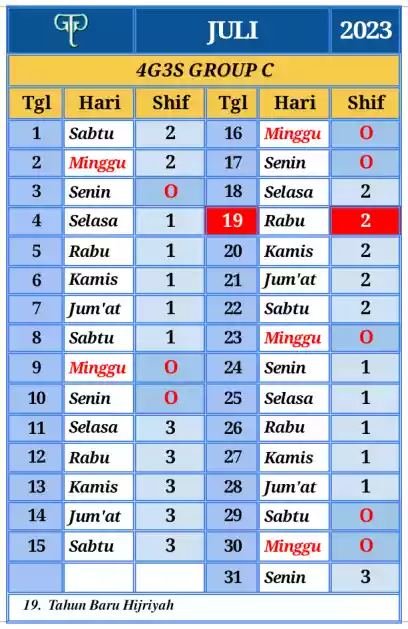 GTP JULI 2023
4G3S GROUP C
Tgl Hari Shif Tgl Hari Shif
1 Sabtu 2 16 Minggu O
2 Minggu 2 17 Senin O
3 Senin O 18 Selasa 2
4 Selasa 1 19 Rabu 2
5 Rabu 1 20 Kamis 2
6 Kamis 1 21 Jum'at 2
7 Jum'at 1 22 Sabtu 2
8 Sabtu 1 23 Minggu O
9 Minggu O 24 Senin 1
10 Senin O 25 Selasa 1
11 Selasa 3 26 Rabu 1
12 Rabu 3 27 Kamis 1
13 Kamis 3 28 Jum'at 1
14 Jum'at 3 29 Sabtu O
15 Sabtu 3 30 Minggu O
31 Senin 3
19. Tahun Baru Hijriyah